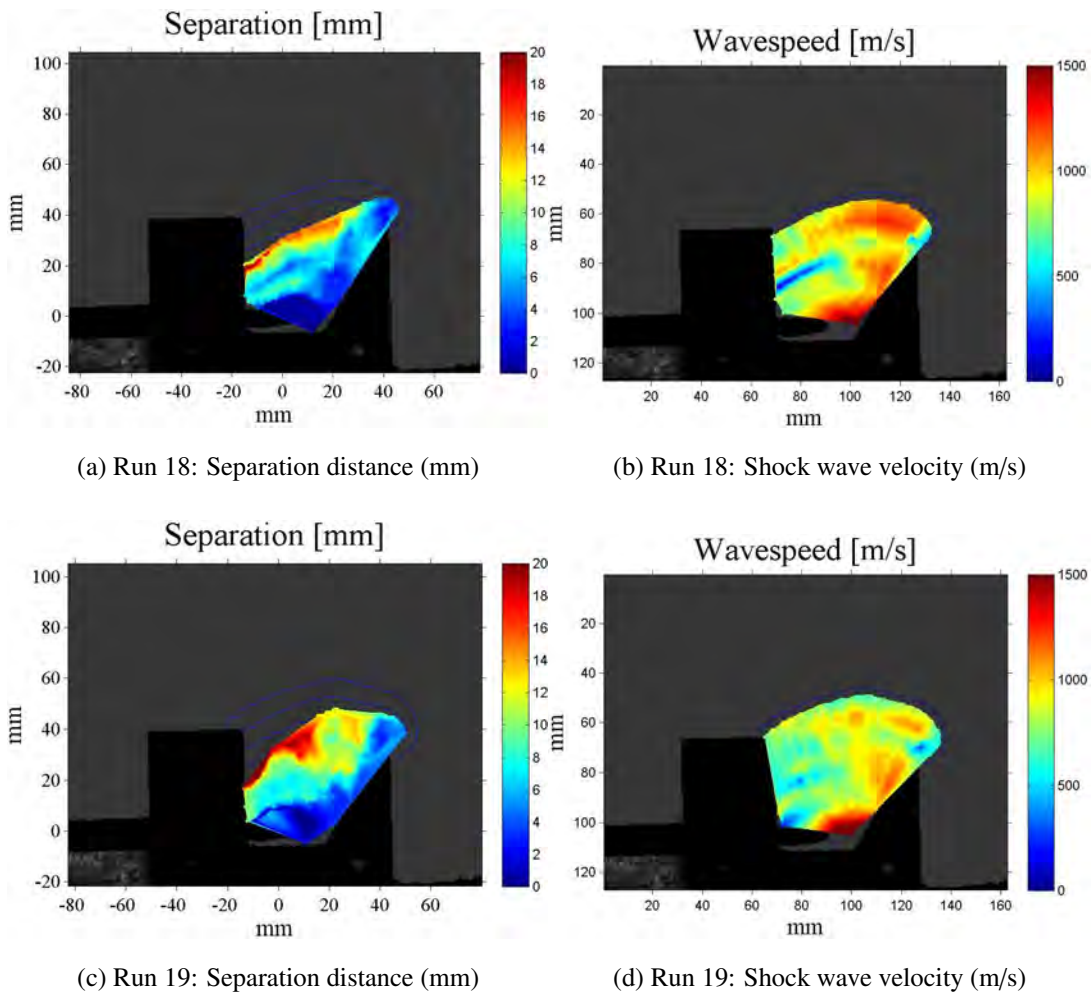 Separation [mm]
100
80
60
40
20
0
-20
mm
-80 -60 -40 -20 0 20 40 60
mm
20
18
16
14
12
10
8
6
4
2
0
(a) Run 18: Separation distance (mm)
Wavespeed [m/s]
20
40
60
80
100
120
mm
20 40 60 80 100 120 140 160
mm
1500
1000
500
0
(b) Run 18: Shock wave velocity (m/s)
Separation [mm]
100
80
60
40
20
0
-20
mm
-80 -60 -40 -20 0 20 40 60
mm
20
18
16
14
12
10
8
6
4
2
0
(c) Run 19: Separation distance (mm)
Wavespeed [m/s]
20
40
60
80
100
120
mm
20 40 60 80 100 120 140 160
mm
1500
1000
500
0
(d) Run 19: Shock wave velocity (m/s)